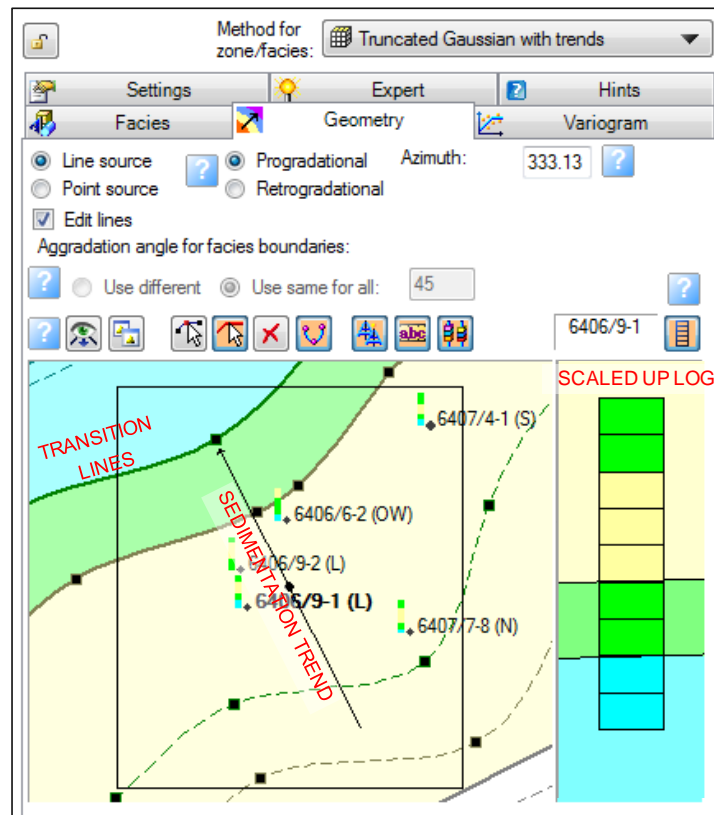 Method for
zone/facies:
Truncated Gaussian with trends
Settings
Expert
Hints
Facies
Geometry
Variogram
Line source
Progradational
Azimuth:
333.13
Point source
Retrogradational
Edit lines
Aggradation angle for facies boundaries:
Use different
Use same for all:
45
abc
6406/9-1
SCALED UP LOG
TRANSITION
LINES
SEDIMENTATION TREND
6407/4-1 (S)
6406/6-2 (OW)
6406/9-2 (L)
6406/9-1 (L)
6407/7-8 (N)